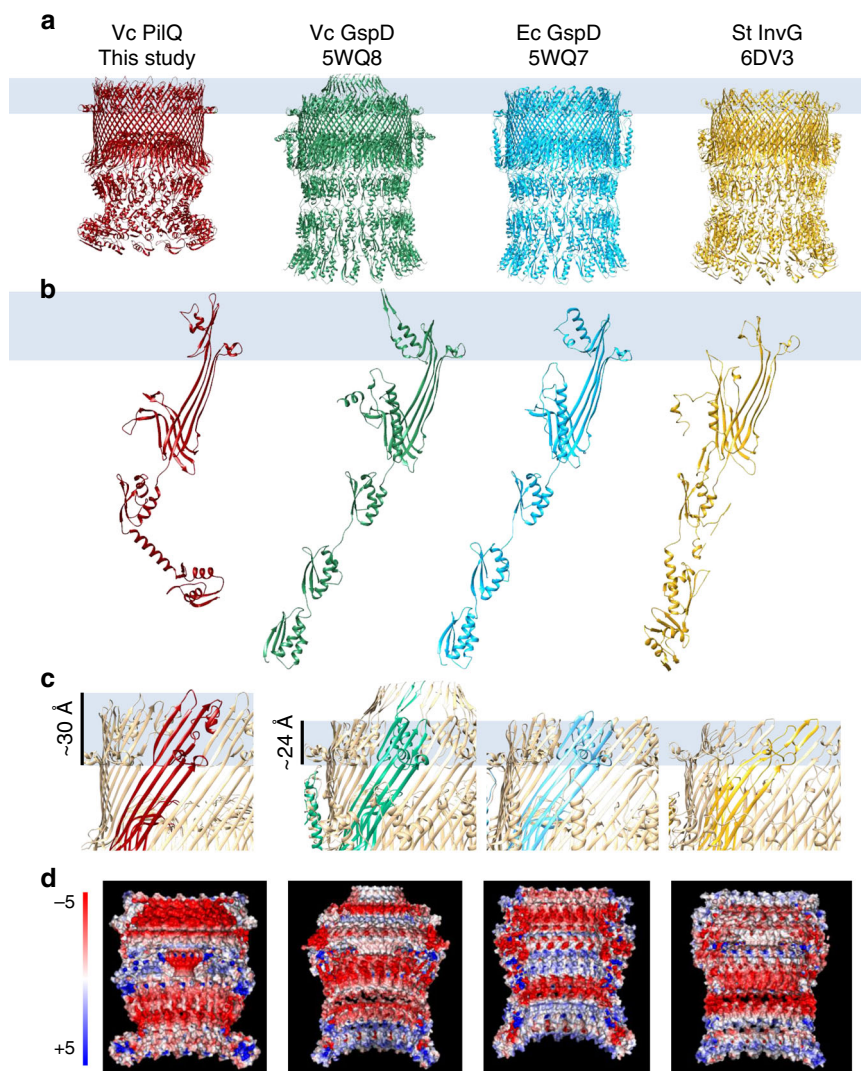 a
Vc PilQ
This study
Vc GspD
5WQ8
Ec GspD
5WQ7
St InvG
6DV3
b
c
~30 Å
~24 Å
d
–5
+5